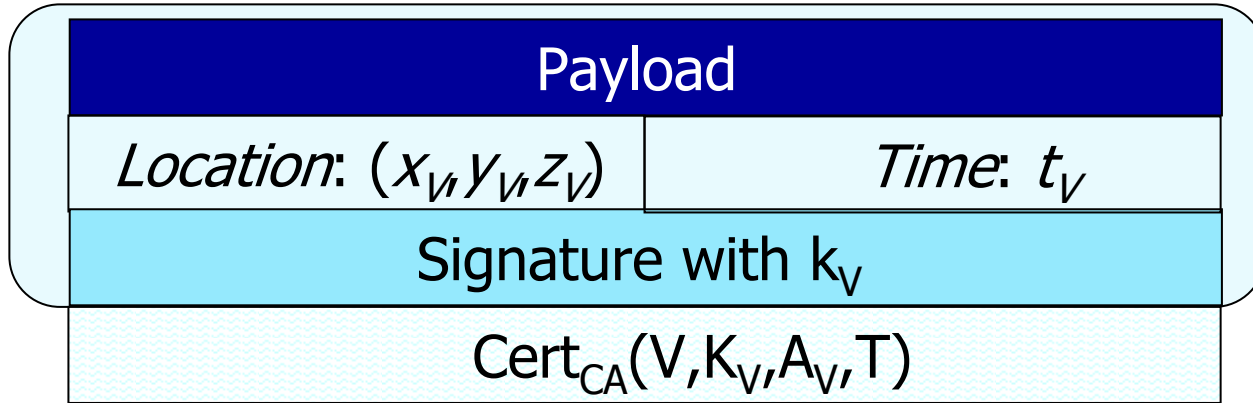 Payload
Location: (x_V,y_V,z_V) Time: t_V
Signature with k_V
Cert_CA(V,K_V,A_V,T)